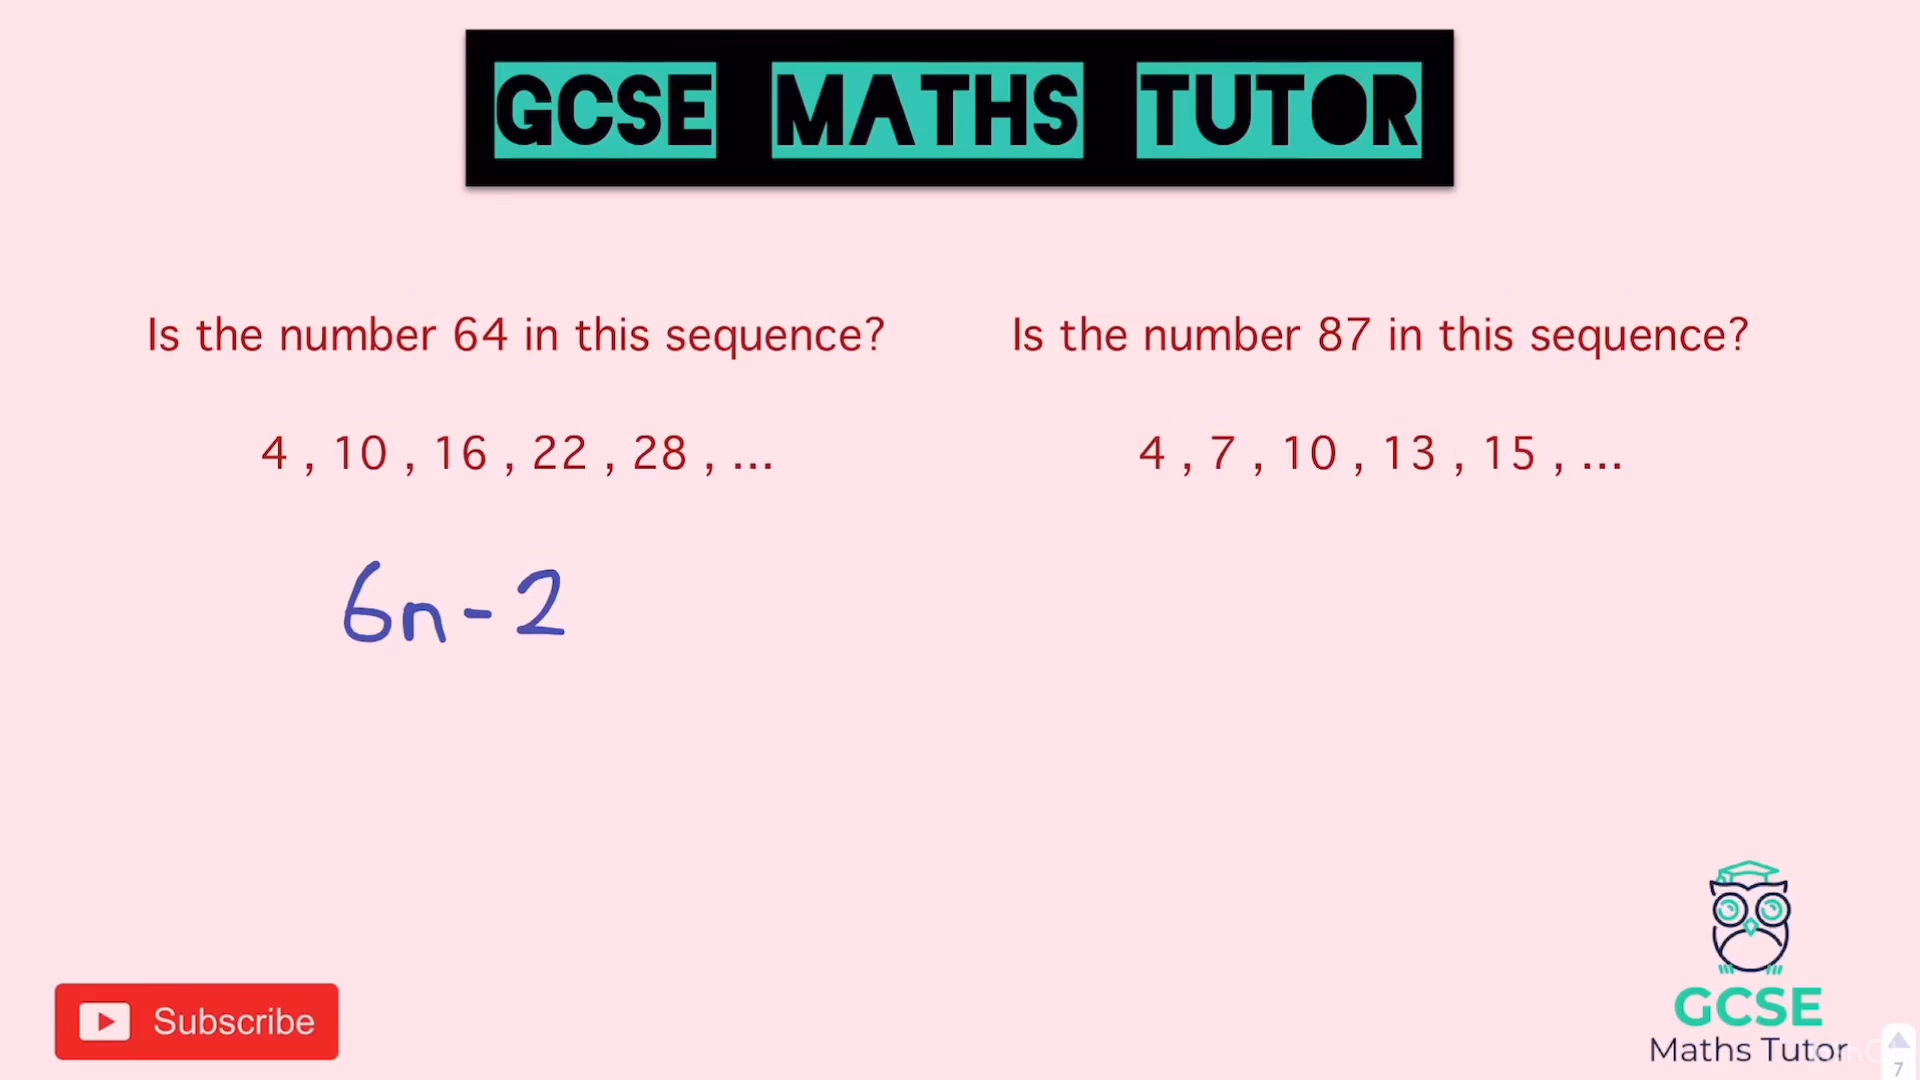 GCSE MATHS TUTOR
Is the number 64 in this sequence?
4 , 10 , 16 , 22 , 28 , ...
6n - 2
Is the number 87 in this sequence?
4 , 7 , 10 , 13 , 15 , ...
Subscribe
GCSE
Maths Tutor
7